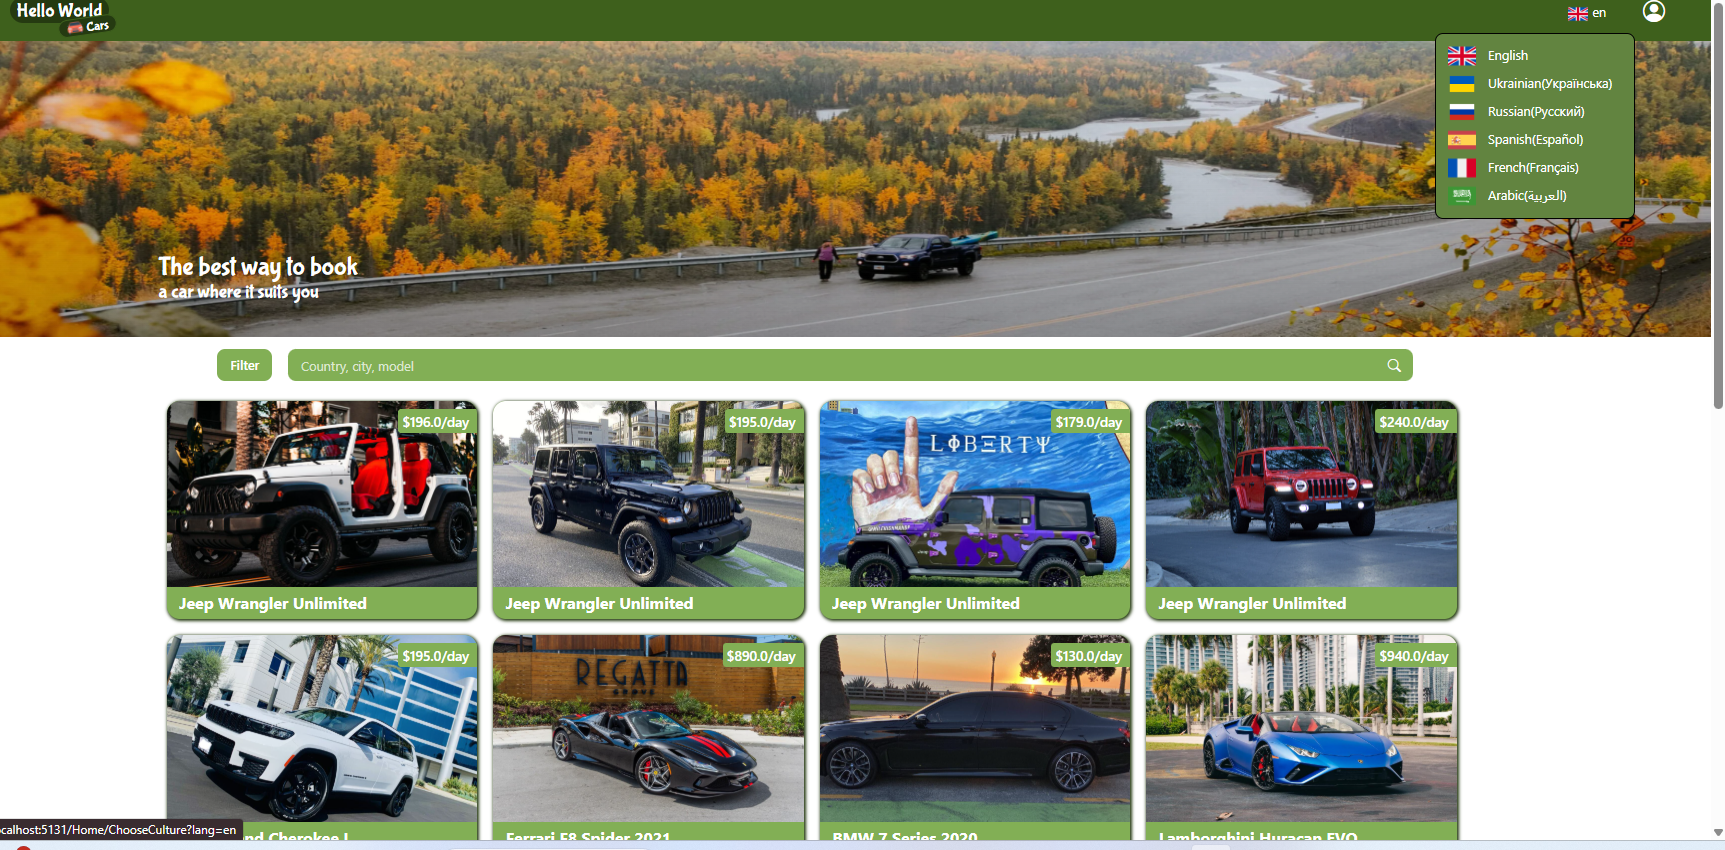 Hello World
Cars
en
English
Ukrainian(Українська)
Russian(Русский)
Spanish(Español)
French(Français)
Arabic(العربية)
The best way to book
a car where it suits you
Filter
Country, city, model
$196.0/day
$195.0/day
$179.0/day
$240.0/day
LIBERTY
Jeep Wrangler Unlimited
Jeep Wrangler Unlimited
Jeep Wrangler Unlimited
Jeep Wrangler Unlimited
$195.0/day
$890.0/day
$130.0/day
$940.0/day
REGATTA
nd Cherokee L
Ferrari F8 Spider 2021
BMW 7 Series 2020
Lamborghini Huracan EVO
ocalhost:5131/Home/ChooseCulture?lang=en